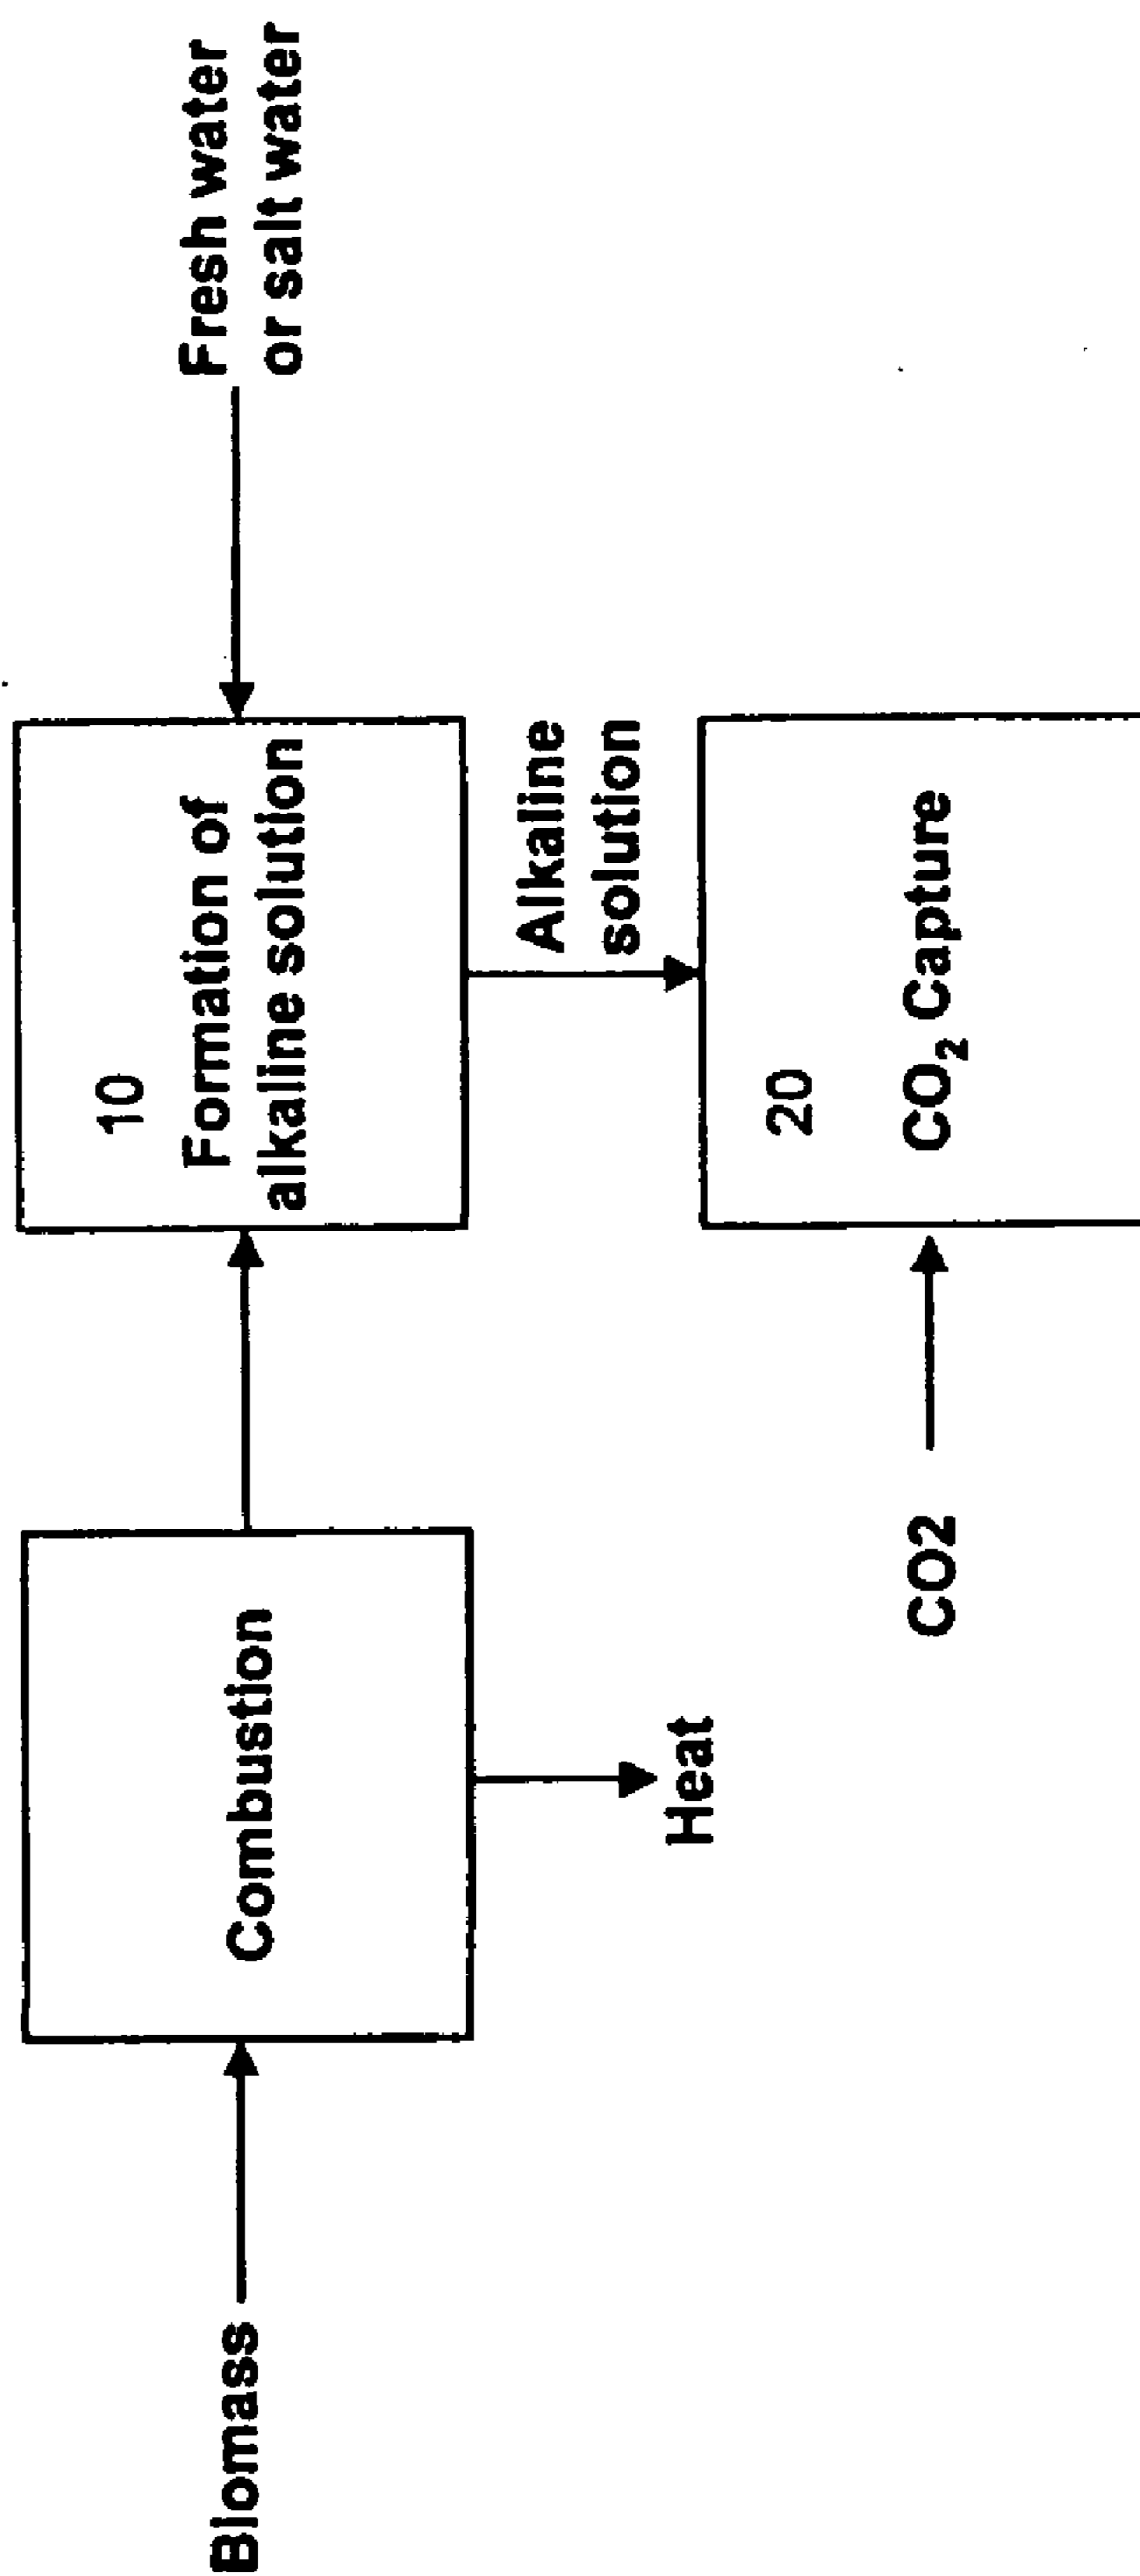 Biomass
Combustion
Heat
10
Formation of
alkaline solution
Fresh water
or salt water
Alkaline
solution
CO2
20
CO₂ Capture